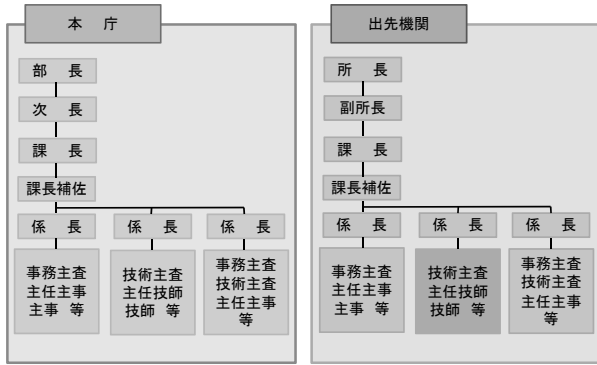 本 庁
部 長
次 長
課 長
課長補佐
係 長
係 長
係 長
事務主査
主任主事
主事 等
技術主査
主任技師
技師 等
事務主査
技術主査
主任主事
等
出先機関
所 長
副所長
課 長
課長補佐
係 長
係 長
係 長
事務主査
主任主事
主事 等
技術主査
主任技師
技師 等
事務主査
技術主査
主任主事
等